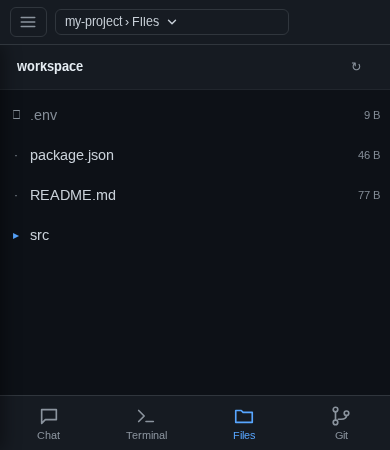 my-project › FIles
workspace ↻
.env 9 B
package.json 46 B
README.md 77 B
src
Chat Terminal Files Git